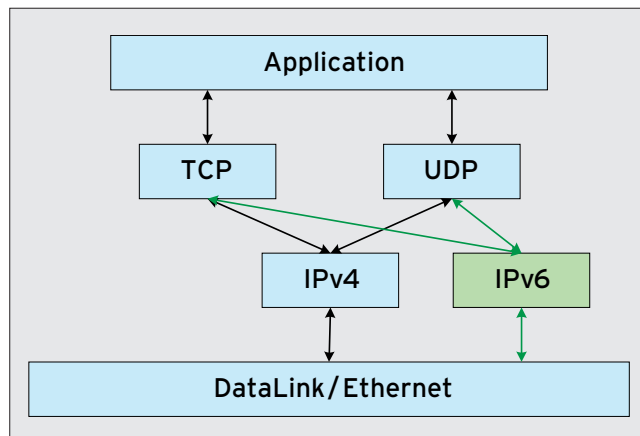 Application
TCP
UDP
IPv4
IPv6
DataLink/Ethernet